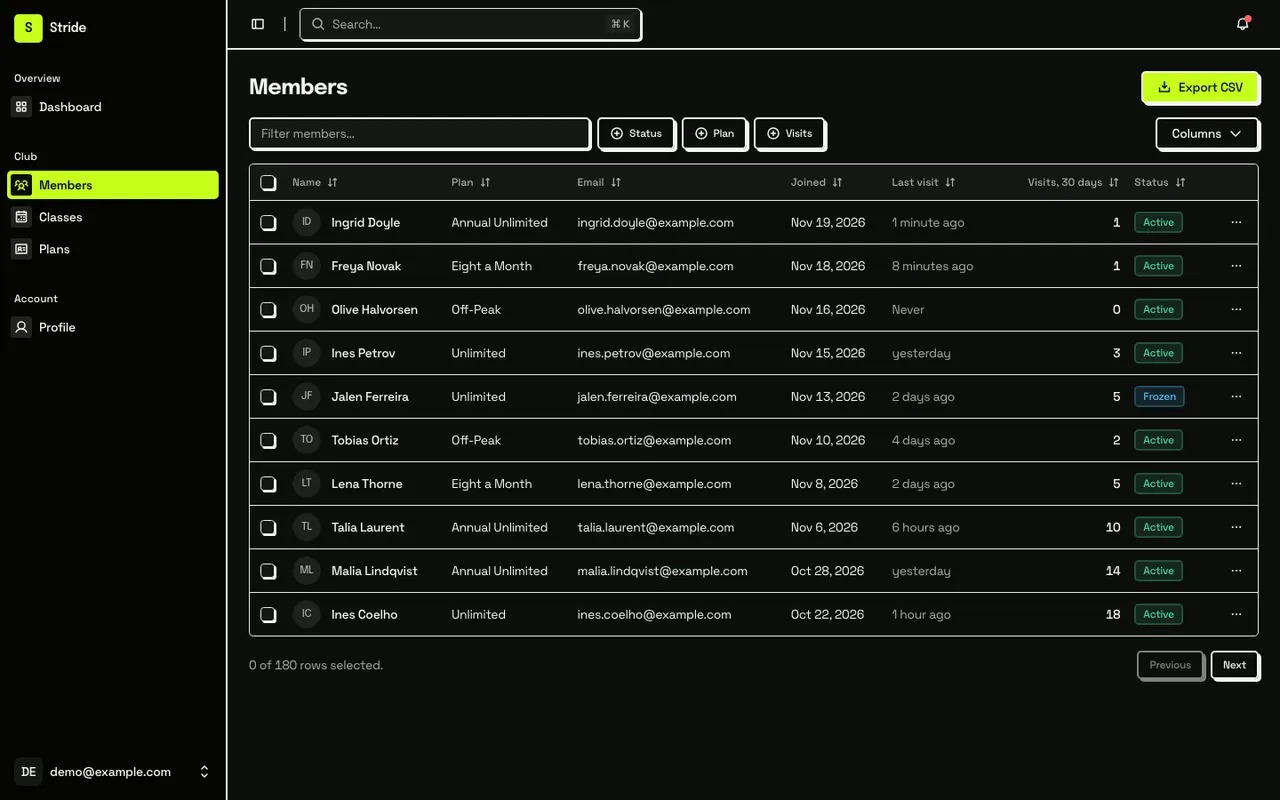 S Stride
Search... ⌘ K
Overview
Dashboard
Club
Members
Classes
Plans
Account
Profile
DE demo@example.com
Members
Export CSV
Filter members... Status Plan Visits Columns
Name Plan Email Joined Last visit Visits, 30 days Status
ID Ingrid Doyle Annual Unlimited ingrid.doyle@example.com Nov 19, 2026 1 minute ago 1 Active
FN Freya Novak Eight a Month freya.novak@example.com Nov 18, 2026 8 minutes ago 1 Active
OH Olive Halvorsen Off-Peak olive.halvorsen@example.com Nov 16, 2026 Never 0 Active
IP Ines Petrov Unlimited ines.petrov@example.com Nov 15, 2026 yesterday 3 Active
JF Jalen Ferreira Unlimited jalen.ferreira@example.com Nov 13, 2026 2 days ago 5 Frozen
TO Tobias Ortiz Off-Peak tobias.ortiz@example.com Nov 10, 2026 4 days ago 2 Active
LT Lena Thorne Eight a Month lena.thorne@example.com Nov 8, 2026 2 days ago 5 Active
TL Talia Laurent Annual Unlimited talia.laurent@example.com Nov 6, 2026 6 hours ago 10 Active
ML Malia Lindqvist Annual Unlimited malia.lindqvist@example.com Oct 28, 2026 yesterday 14 Active
IC Ines Coelho Unlimited ines.coelho@example.com Oct 22, 2026 1 hour ago 18 Active
0 of 180 rows selected. Previous Next